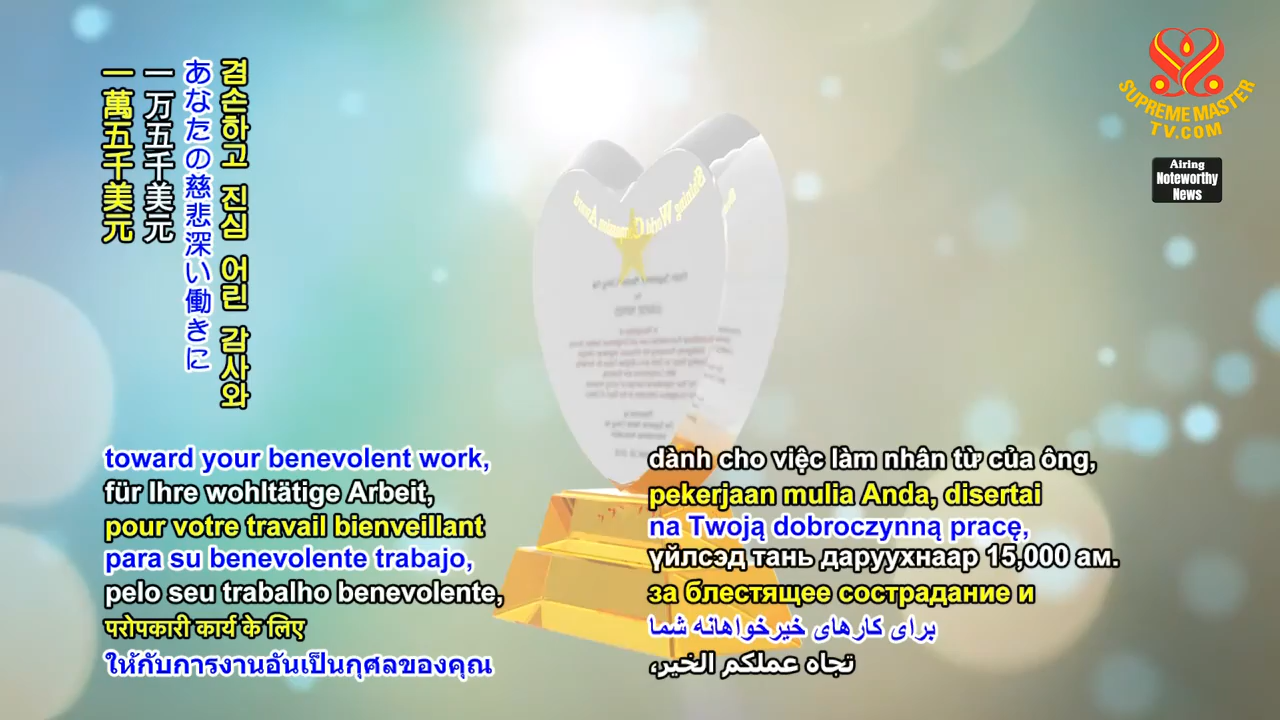 겸손하고 진심 어린 감사와
あなたの慈悲深い働きに
一万五千美元
一萬五千美元
SUPREME MASTER
TV.COM
Airing
Noteworthy
News
Shining World Compassion Award
toward your benevolent work,
für Ihre wohltätige Arbeit,
pour votre travail bienveillant
para su benevolente trabajo,
pelo seu trabalho benevolente,
परोपकारी कार्य के लिए
ให้กับการงานอันเป็นกุศลของคุณ
dành cho việc làm nhân từ của ông,
pekerjaan mulia Anda, disertai
na Twoją dobroczynną pracę,
үйлсэд тань даруухнаар 15,000 ам.
за блестящее сострадание и
برای کارهای خیرخواهانه شما
تجاه عملكم الخير،